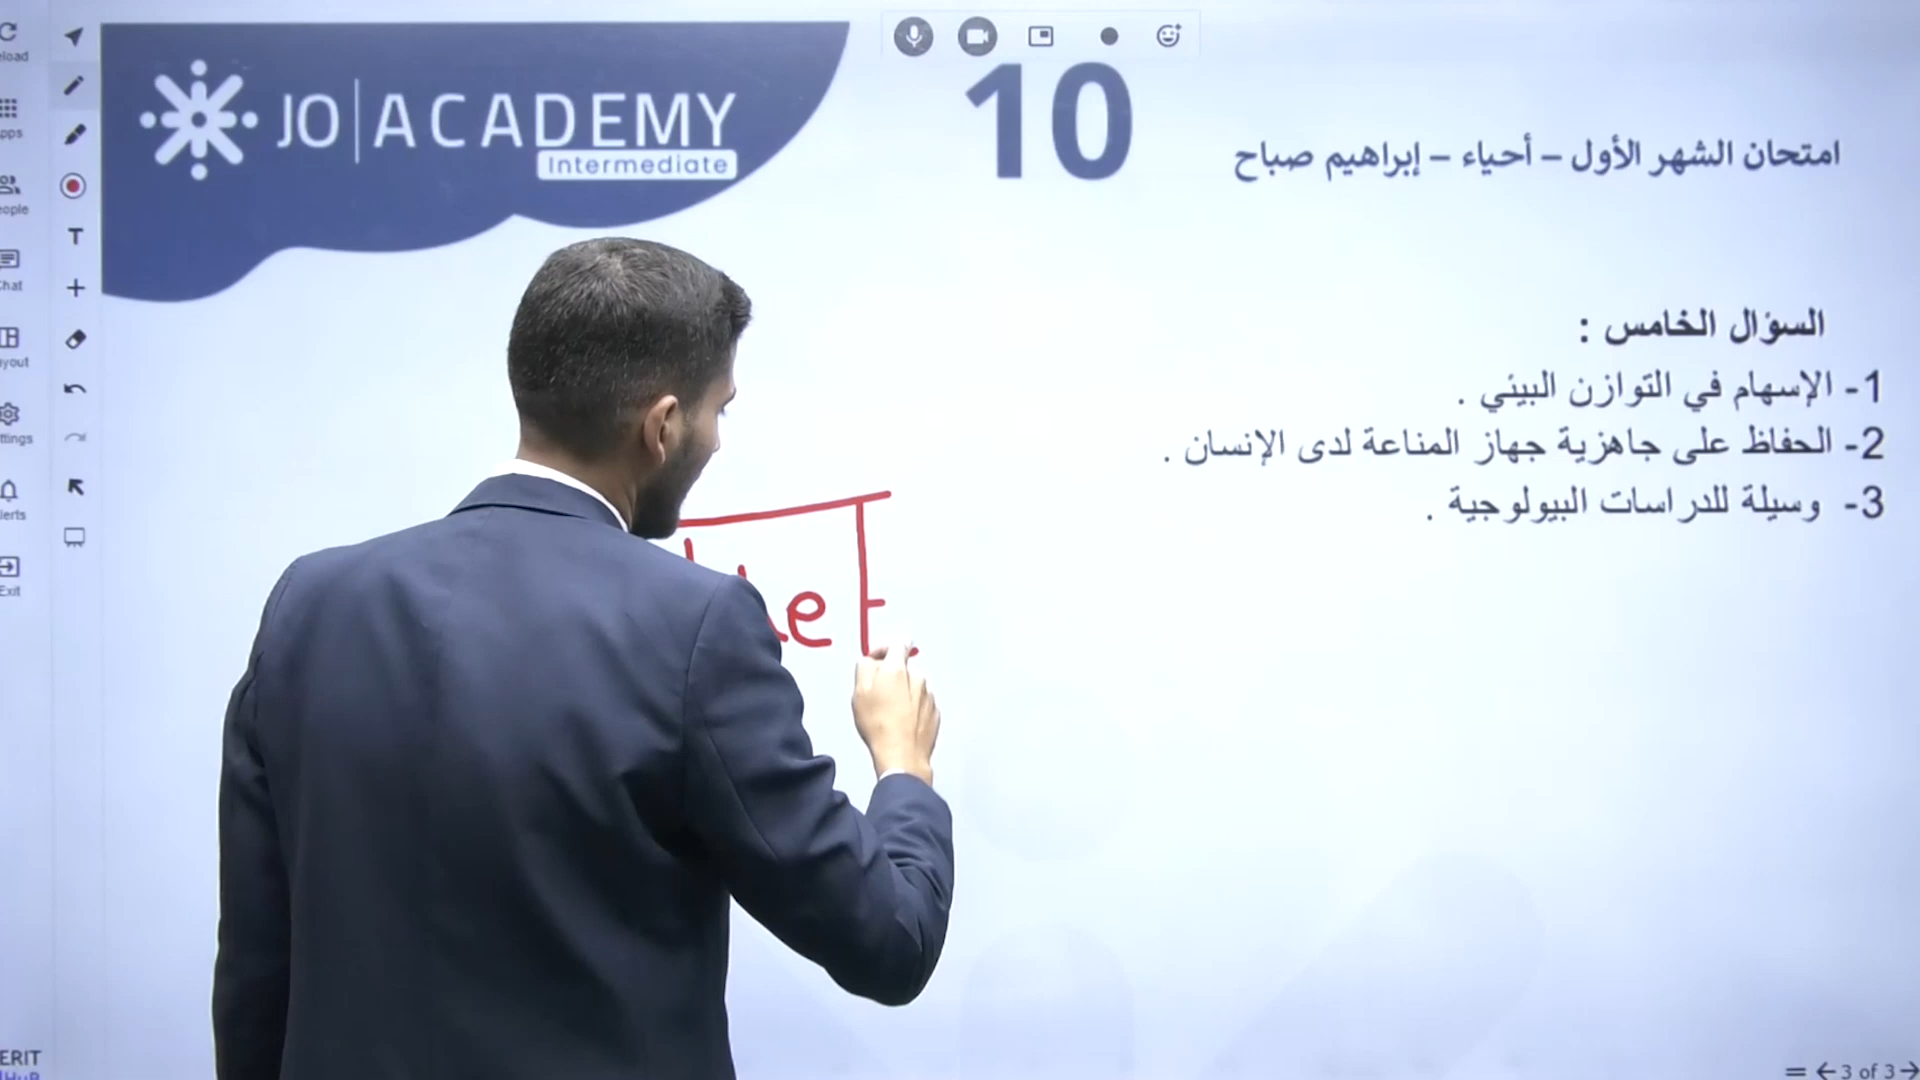 JO ACADEMY
Intermediate
10
امتحان الشهر الأول – أحياء – إبراهيم صباح
السؤال الخامس :
1- الإسهام في التوازن البيئي .
2- الحفاظ على جاهزية جهاز المناعة لدى الإنسان .
3- وسيلة للدراسات البيولوجية .
T
Exit
3 of 3